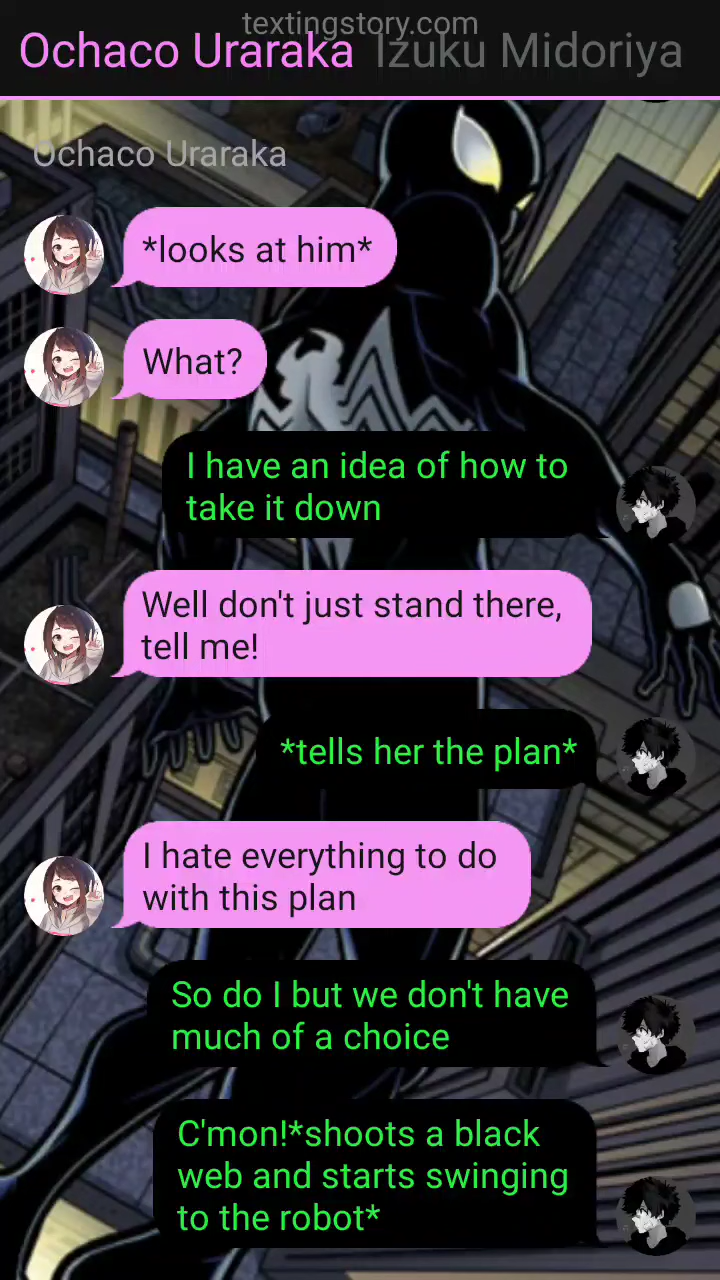 textingstory.com
Ochaco Uraraka Izuku Midoriya
Ochaco Uraraka
*looks at him*
What?
I have an idea of how to
take it down
Well don't just stand there,
tell me!
*tells her the plan*
I hate everything to do
with this plan
So do I but we don't have
much of a choice
C'mon!*shoots a black
web and starts swinging
to the robot*